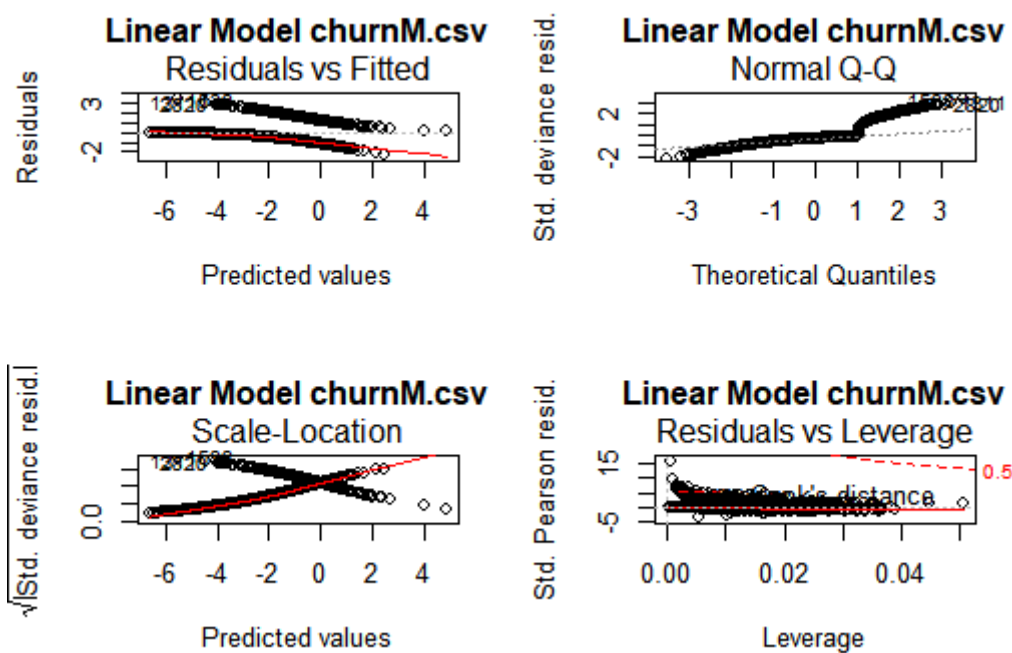 Linear Model churnM.csv
Residuals vs Fitted
Residuals
3
-2
-6 -4 -2 0 2 4
Predicted values
Linear Model churnM.csv
Normal Q-Q
Std. deviance resid.
2
-2
-3 -1 0 1 2 3
Theoretical Quantiles
Linear Model churnM.csv
Scale-Location
√|Std. deviance resid.|
0.0
-6 -4 -2 0 2 4
Predicted values
Linear Model churnM.csv
Residuals vs Leverage
Std. Pearson resid.
15
-5
0.5
Cook's distance
0.00 0.02 0.04
Leverage